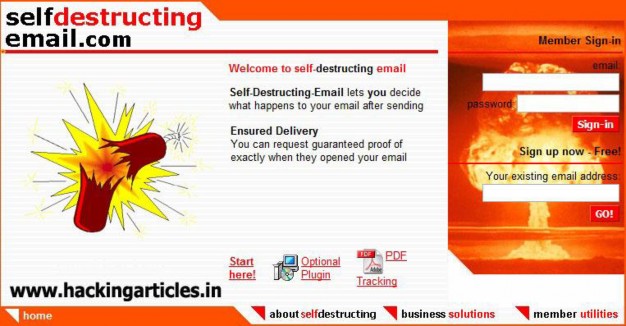 selfdestructing
email.com
Member Sign-in
email:
password
Sign-in
Sign up now - Free!
Your existing email address:
GO!
Welcome to self-destructing email
Self-Destructing-Email lets you decide
what happens to your email after sending
Ensured Delivery
You can request guaranteed proof of
exactly when they opened your email
Start
here!
Optional
Plugin
PDF
Adobe
PDF
Tracking
www.hackingarticles.in
home
about selfdestructing
business solutions
member utilities